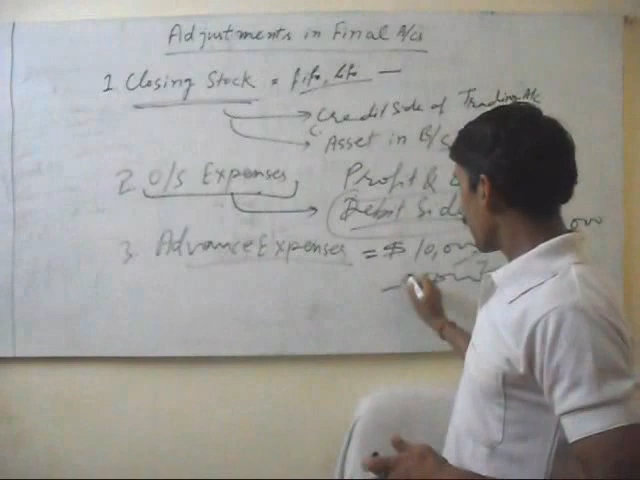 Adjustments in Final A/cs
1 Closing Stock = fifo, lifo —
Credit Side of Trading A/c
Asset in B/S
2 O/S Expenses Profit &
Debit Side
3. Advance Expenses = $ 10,000